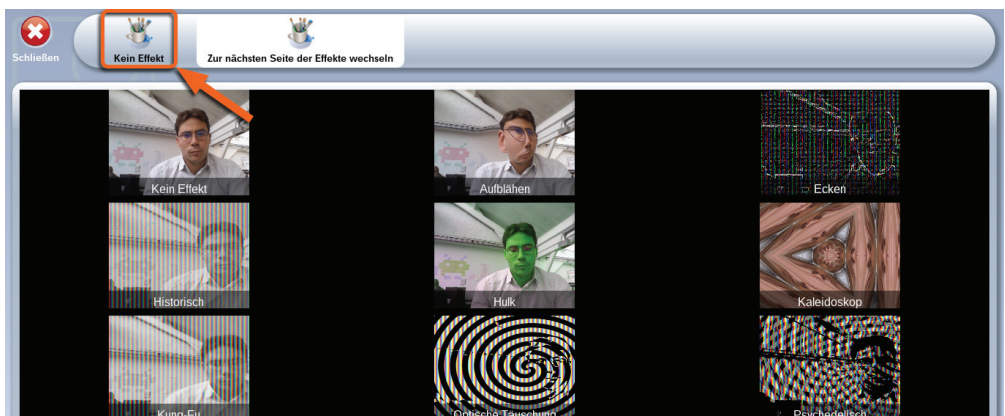 Schließen
Kein Effekt
Zur nächsten Seite der Effekte wechseln
Kein Effekt
Aufblähen
Ecken
Historisch
Hulk
Kaleidoskop
Kung-Fu
Optische Täuschung
Psychedelisch